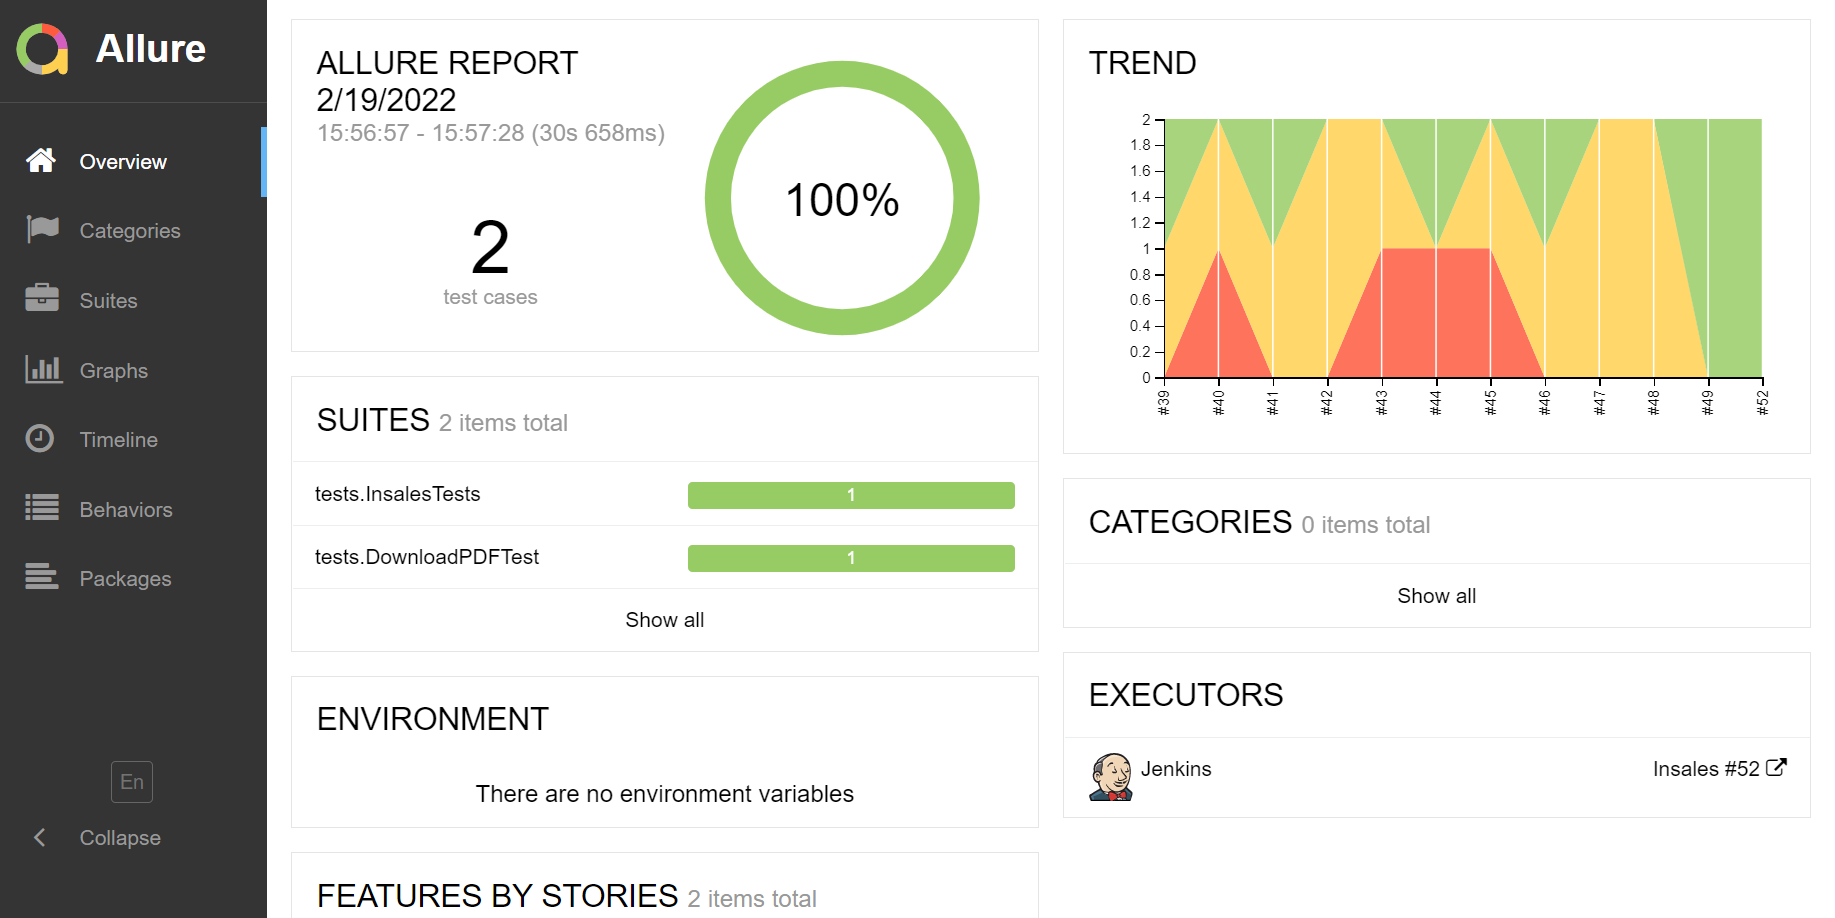 Allure
Overview
Categories
Suites
Graphs
Timeline
Behaviors
Packages
En
Collapse
ALLURE REPORT
2/19/2022
15:56:57 - 15:57:28 (30s 658ms)
2
test cases
100%
SUITES 2 items total
tests.InsalesTests 1
tests.DownloadPDFTest 1
Show all
ENVIRONMENT
There are no environment variables
FEATURES BY STORIES 2 items total
TREND
2
1.8
1.6
1.4
1.2
1
0.8
0.6
0.4
0.2
0
#39 #40 #41 #42 #43 #44 #45 #46 #47 #48 #49 #52
CATEGORIES 0 items total
Show all
EXECUTORS
Jenkins Insales #52